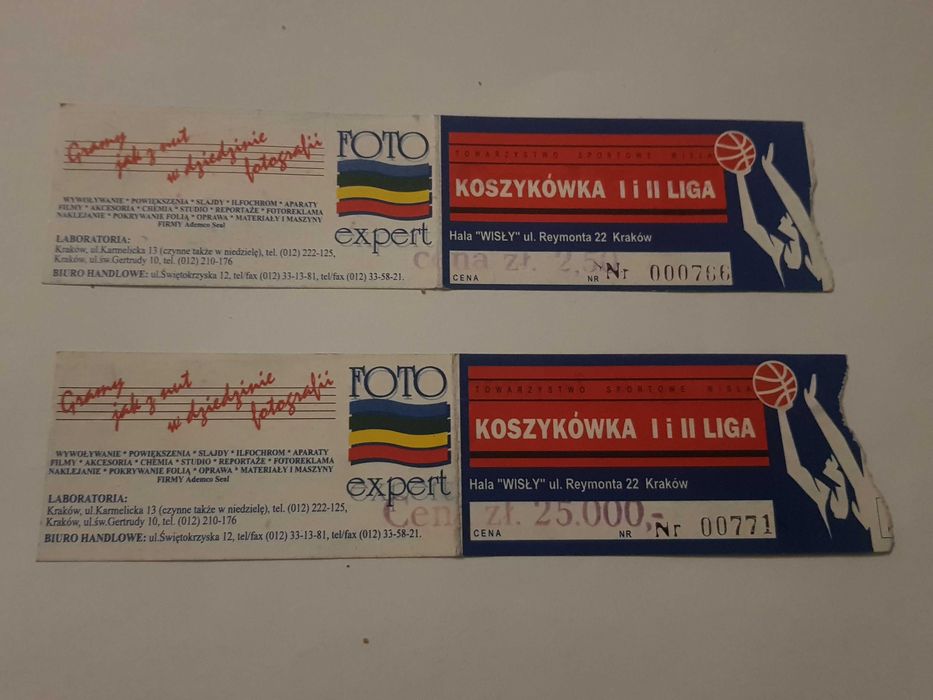 Gramy
jak z nut
w dziedzinie
fotografii
WYWOŁYWANIE * POWIĘKSZENIA * SLAJDY * ILFOCHROM * APARATY
FILMY * AKCESORIA * CHEMIA * STUDIO * REPORTAŻE * FOTOREKLAMA
NAKLEJANIE * POKRYWANIE FOLIĄ * OPRAWA * MATERIAŁY I MASZYNY
FIRMY Ademco Seal
LABORATORIA:
Kraków, ul.Karmelicka 13 (czynne także w niedzielę), tel. (012) 222-125,
Kraków, ul.św.Gertrudy 10, tel. (012) 210-176
BIURO HANDLOWE: ul.Świętokrzyska 12, tel/fax (012) 33-13-81, tel/fax (012) 33-58-21.
FOTO
expert
TOWARZYSTWO SPORTOWE WISŁA
KOSZYKÓWKA I i II LIGA
Hala "WISŁY" ul. Reymonta 22 Kraków
cena zł. 2,50
CENA NR Nr 000766
Gramy
jak z nut
w dziedzinie
fotografii
WYWOŁYWANIE * POWIĘKSZENIA * SLAJDY * ILFOCHROM * APARATY
FILMY * AKCESORIA * CHEMIA * STUDIO * REPORTAŻE * FOTOREKLAMA
NAKLEJANIE * POKRYWANIE FOLIĄ * OPRAWA * MATERIAŁY I MASZYNY
FIRMY Ademco Seal
LABORATORIA:
Kraków, ul.Karmelicka 13 (czynne także w niedzielę), tel. (012) 222-125,
Kraków, ul.św.Gertrudy 10, tel. (012) 210-176
BIURO HANDLOWE: ul.Świętokrzyska 12, tel/fax (012) 33-13-81, tel/fax (012) 33-58-21.
FOTO
expert
TOWARZYSTWO SPORTOWE WISŁA
KOSZYKÓWKA I i II LIGA
Hala "WISŁY" ul. Reymonta 22 Kraków
Cena zł. 25.000,-
CENA NR Nr 00771